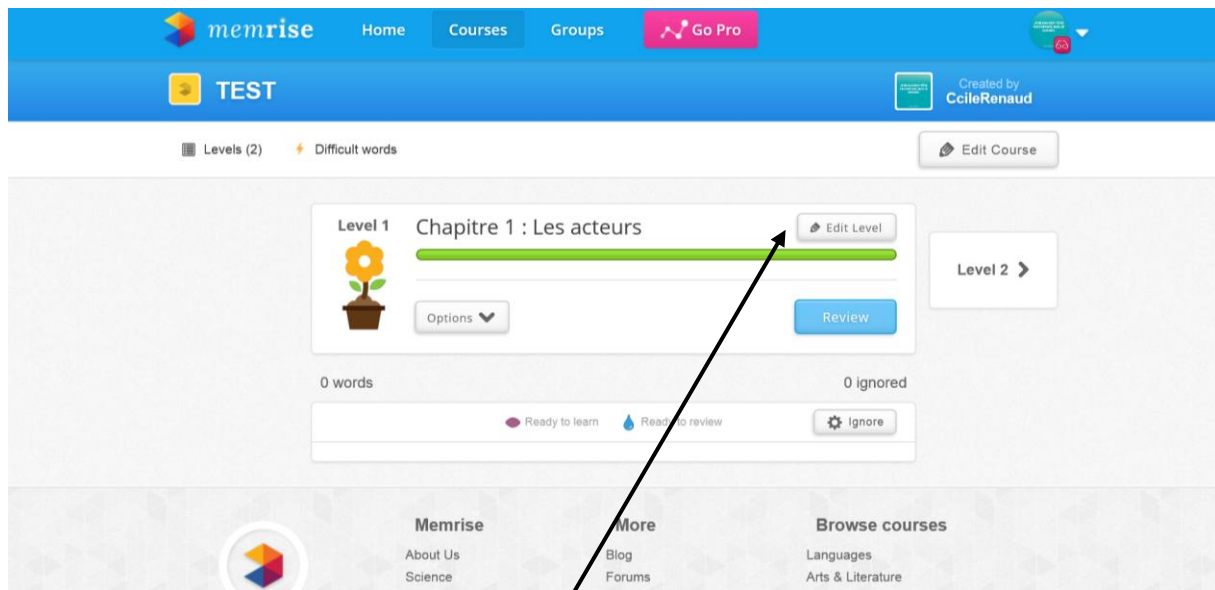 memrise Home Courses Groups Go Pro
TEST
Created by
CcileRenaud
Levels (2) Difficult words Edit Course
Level 1 Chapitre 1 : Les acteurs Edit Level
Level 2
Options Review
0 words 0 ignored
Ready to learn Ready to review Ignore
Memrise More Browse courses
About Us Blog Languages
Science Forums Arts & Literature